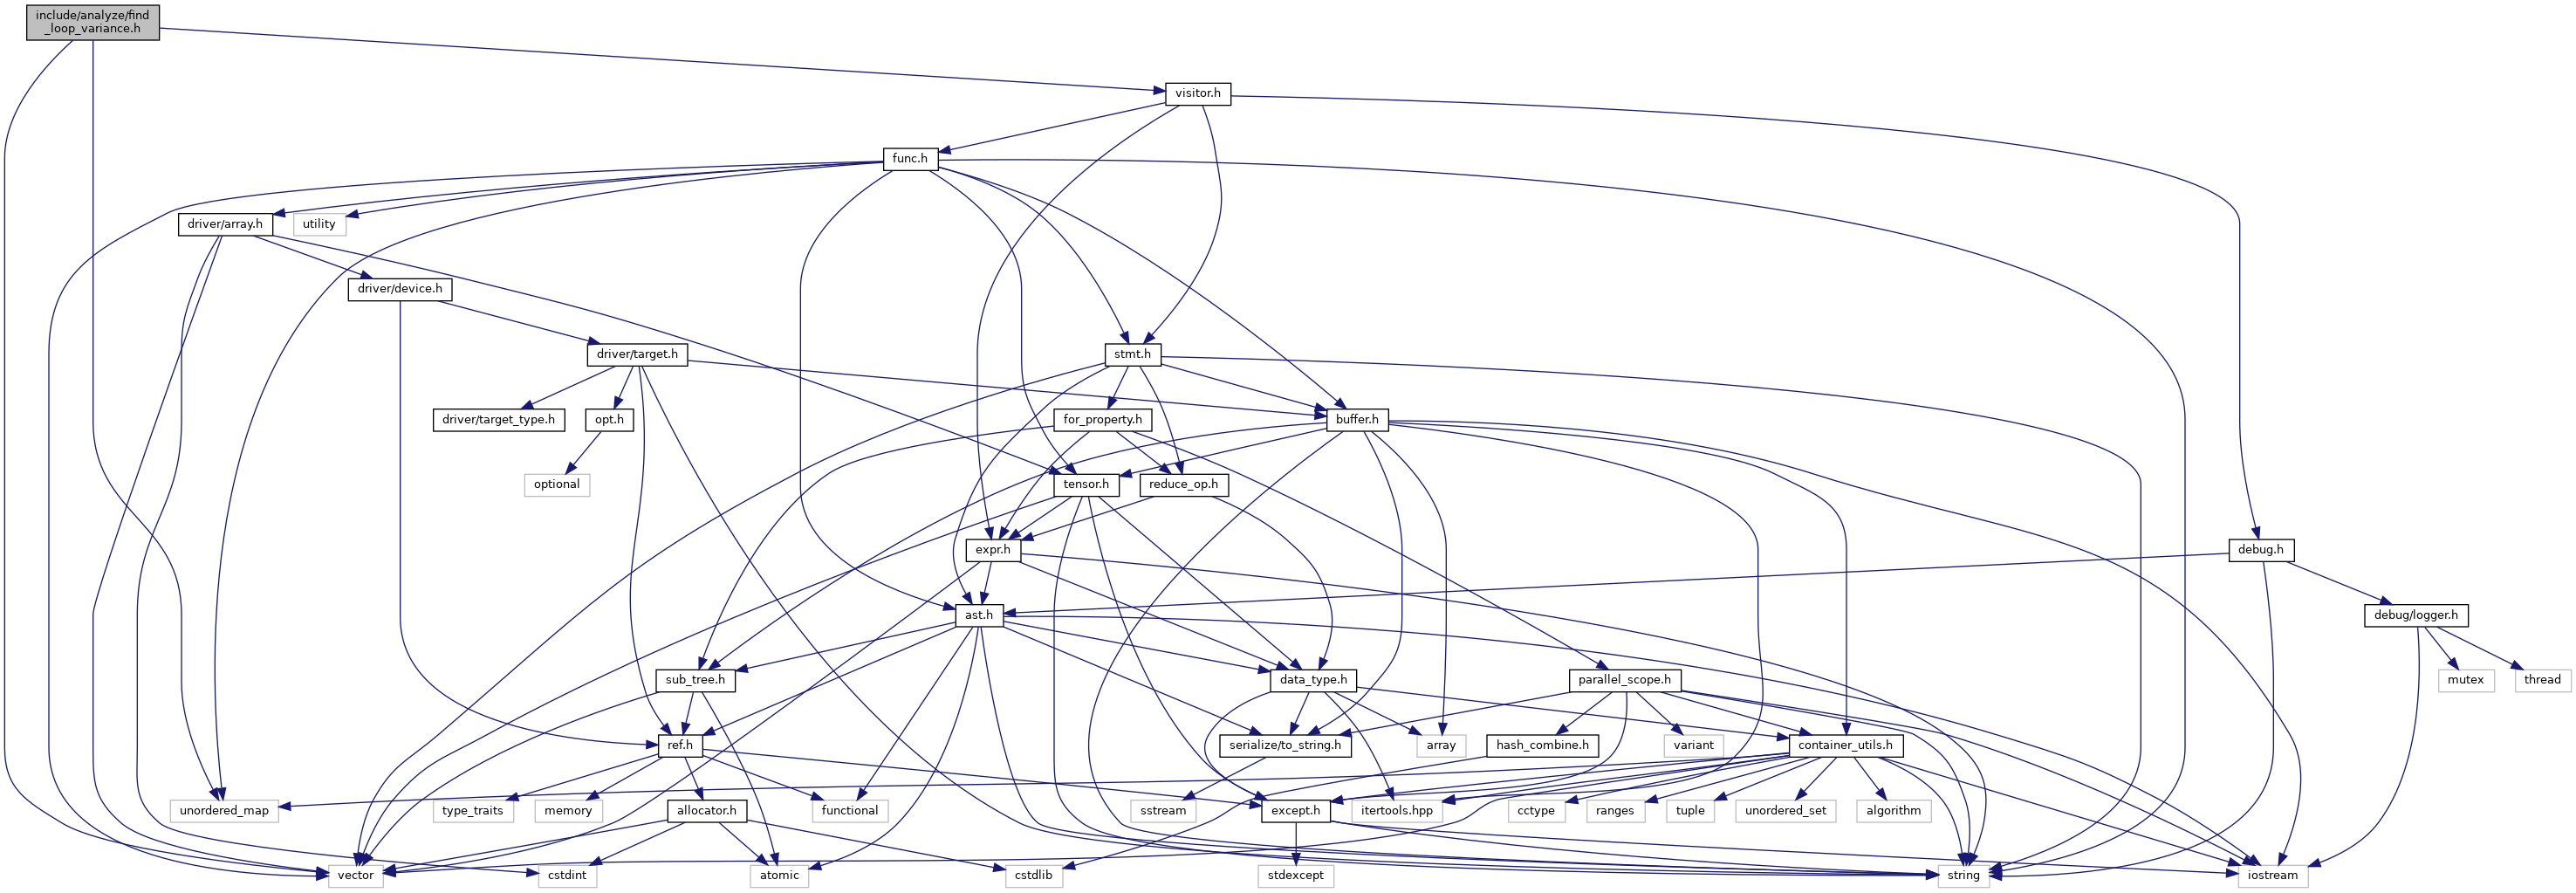 include/analyze/find
_loop_variance.h
visitor.h
func.h
driver/array.h
utility
driver/device.h
driver/target.h
stmt.h
driver/target_type.h
opt.h
for_property.h
buffer.h
optional
tensor.h
reduce_op.h
expr.h
debug.h
ast.h
debug/logger.h
sub_tree.h
data_type.h
parallel_scope.h
mutex
thread
ref.h
serialize/to_string.h
array
hash_combine.h
variant
container_utils.h
unordered_map
type_traits
memory
allocator.h
functional
sstream
except.h
itertools.hpp
cctype
ranges
tuple
unordered_set
algorithm
vector
cstdint
atomic
cstdlib
stdexcept
string
iostream